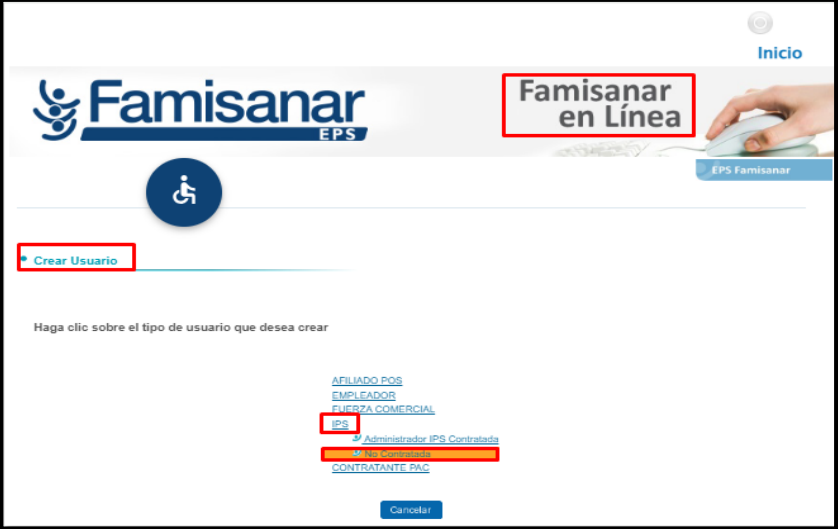 Inicio
Famisanar
EPS
Famisanar
en Línea
EPS Famisanar
Crear Usuario
Haga clic sobre el tipo de usuario que desea crear
AFILIADO POS
EMPLEADOR
FUERZA COMERCIAL
IPS
Administrador IPS Contratada
No Contratada
CONTRATANTE PAC
Cancelar